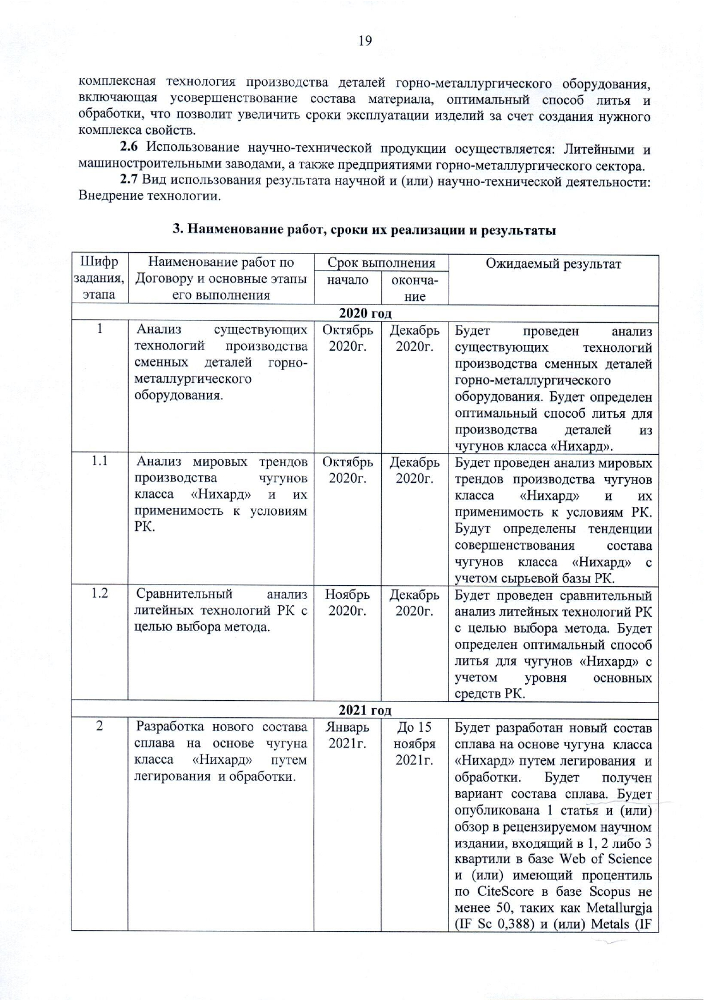 19
комплексная технология производства деталей горно-металлургического оборудования,
включающая усовершенствование состава материала, оптимальный способ литья и
обработки, что позволит увеличить сроки эксплуатации изделий за счет создания нужного
комплекса свойств.
2.6 Использование научно-технической продукции осуществляется: Литейными и
машиностроительными заводами, а также предприятиями горно-металлургического сектора.
2.7 Вид использования результата научной и (или) научно-технической деятельности:
Внедрение технологии.
3. Наименование работ, сроки их реализации и результаты
Шифр
задания,
этапа
Наименование работ по
Договору и основные этапы
его выполнения
Срок выполнения
начало
оконча-
ние
Ожидаемый результат
2020 год
1
Анализ существующих
технологий производства
сменных деталей горно-
металлургического
оборудования.
Октябрь
2020г.
Декабрь
2020г.
Будет проведен анализ
существующих технологий
производства сменных деталей
горно-металлургического
оборудования. Будет определен
оптимальный способ литья для
производства деталей из
чугунов класса «Нихард».
1.1
Анализ мировых трендов
производства чугунов
класса «Нихард» и их
применимость к условиям
РК.
Октябрь
2020г.
Декабрь
2020г.
Будет проведен анализ мировых
трендов производства чугунов
класса «Нихард» и их
применимость к условиям РК.
Будут определены тенденции
совершенствования состава
чугунов класса «Нихард» с
учетом сырьевой базы РК.
1.2
Сравнительный анализ
литейных технологий РК с
целью выбора метода.
Ноябрь
2020г.
Декабрь
2020г.
Будет проведен сравнительный
анализ литейных технологий РК
с целью выбора метода. Будет
определен оптимальный способ
литья для чугунов «Нихард» с
учетом уровня основных
средств РК.
2021 год
2
Разработка нового состава
сплава на основе чугуна
класса «Нихард» путем
легирования и обработки.
Январь
2021г.
До 15
ноября
2021г.
Будет разработан новый состав
сплава на основе чугуна класса
«Нихард» путем легирования и
обработки. Будет получен
вариант состава сплава. Будет
опубликована 1 статья и (или)
обзор в рецензируемом научном
издании, входящий в 1, 2 либо 3
квартили в базе Web of Science
и (или) имеющий процентиль
по CiteScore в базе Scopus не
менее 50, таких как Metallurgja
(IF Sc 0,388) и (или) Metals (IF